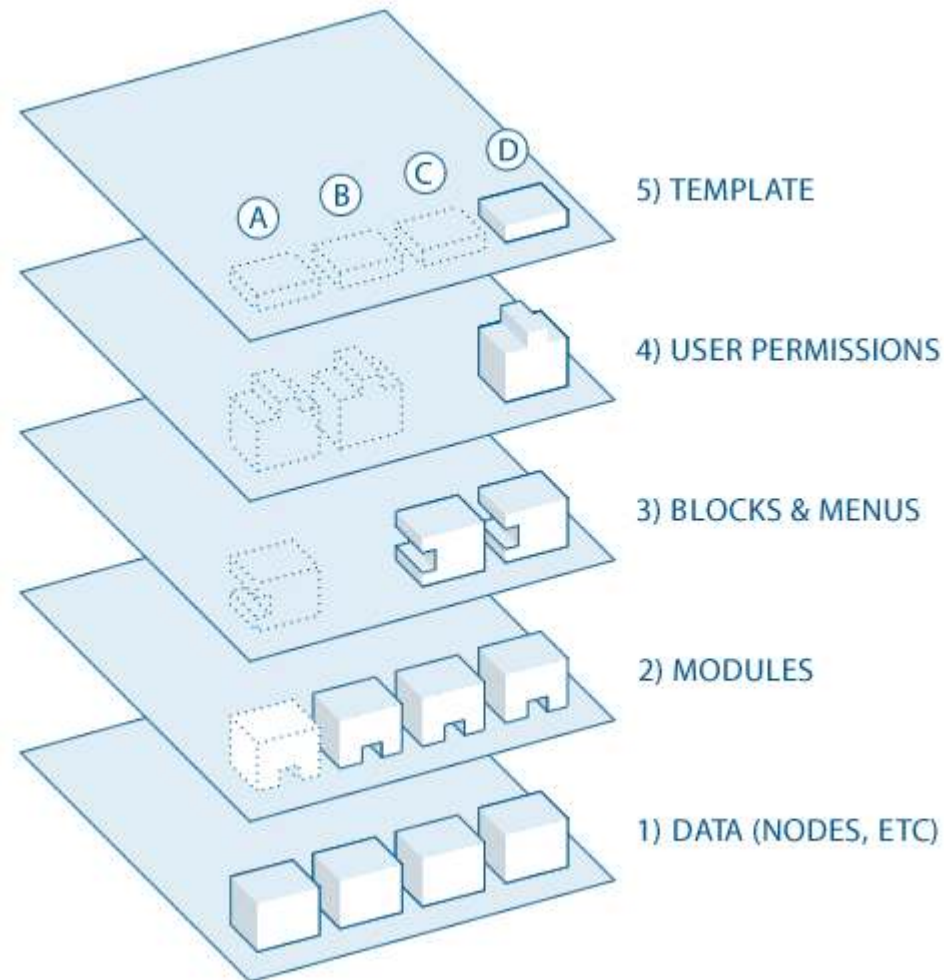 D
C
B
A
5) TEMPLATE
4) USER PERMISSIONS
3) BLOCKS & MENUS
2) MODULES
1) DATA (NODES, ETC)